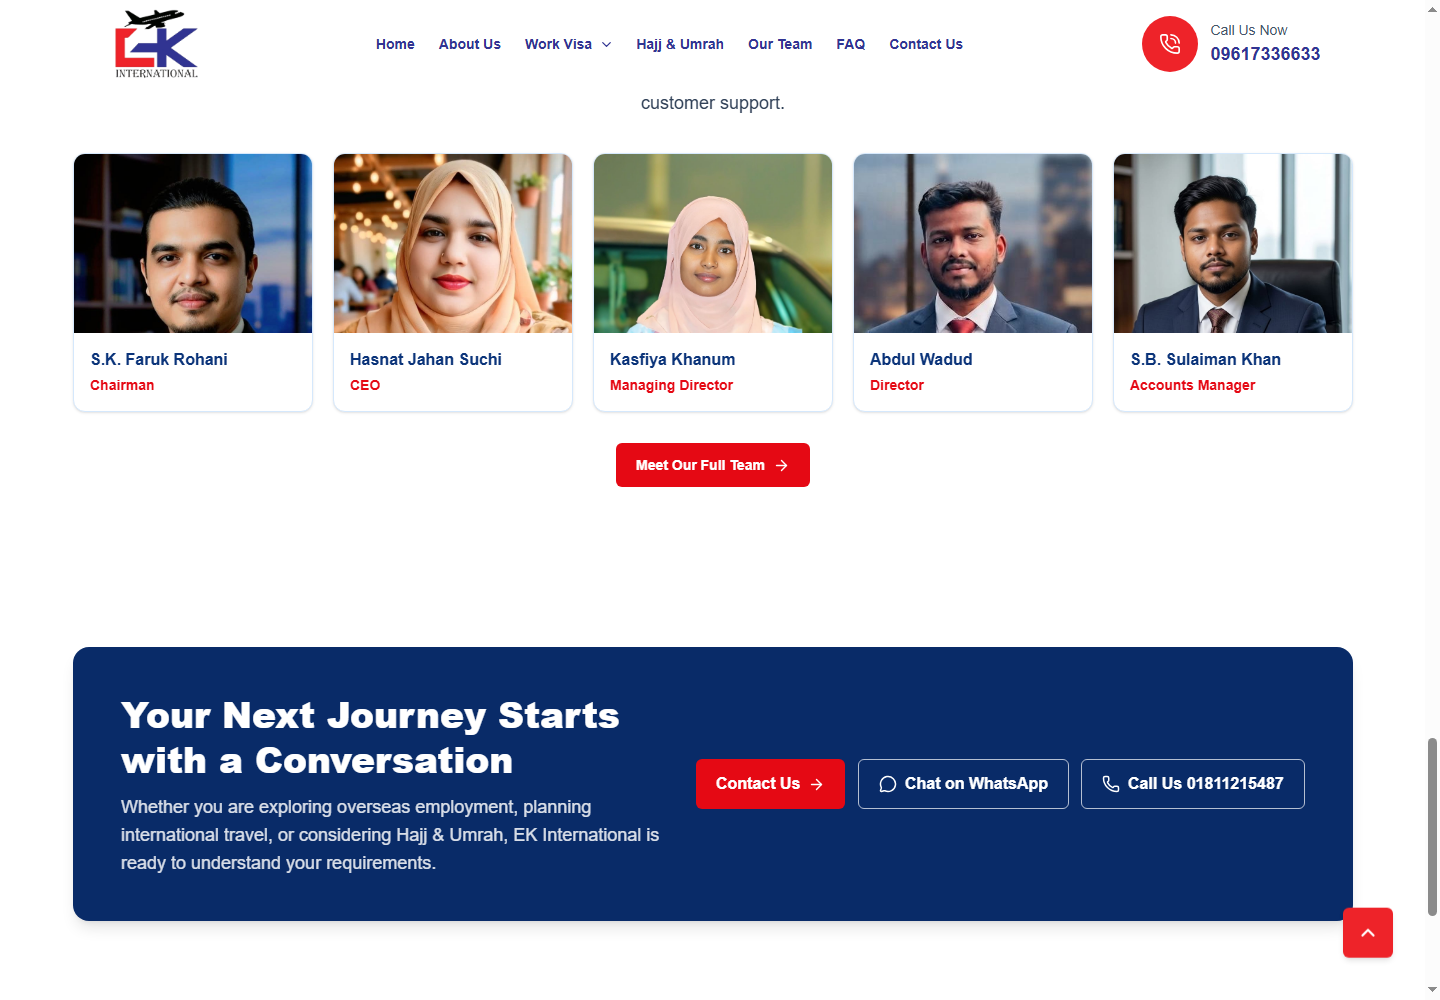 EK
INTERNATIONAL
Home
About Us
Work Visa
Hajj & Umrah
Our Team
FAQ
Contact Us
Call Us Now
09617336633
customer support.
S.K. Faruk Rohani
Chairman
Hasnat Jahan Suchi
CEO
Kasfiya Khanum
Managing Director
Abdul Wadud
Director
S.B. Sulaiman Khan
Accounts Manager
Meet Our Full Team
Your Next Journey Starts
with a Conversation
Whether you are exploring overseas employment, planning
international travel, or considering Hajj & Umrah, EK International is
ready to understand your requirements.
Contact Us
Chat on WhatsApp
Call Us 01811215487